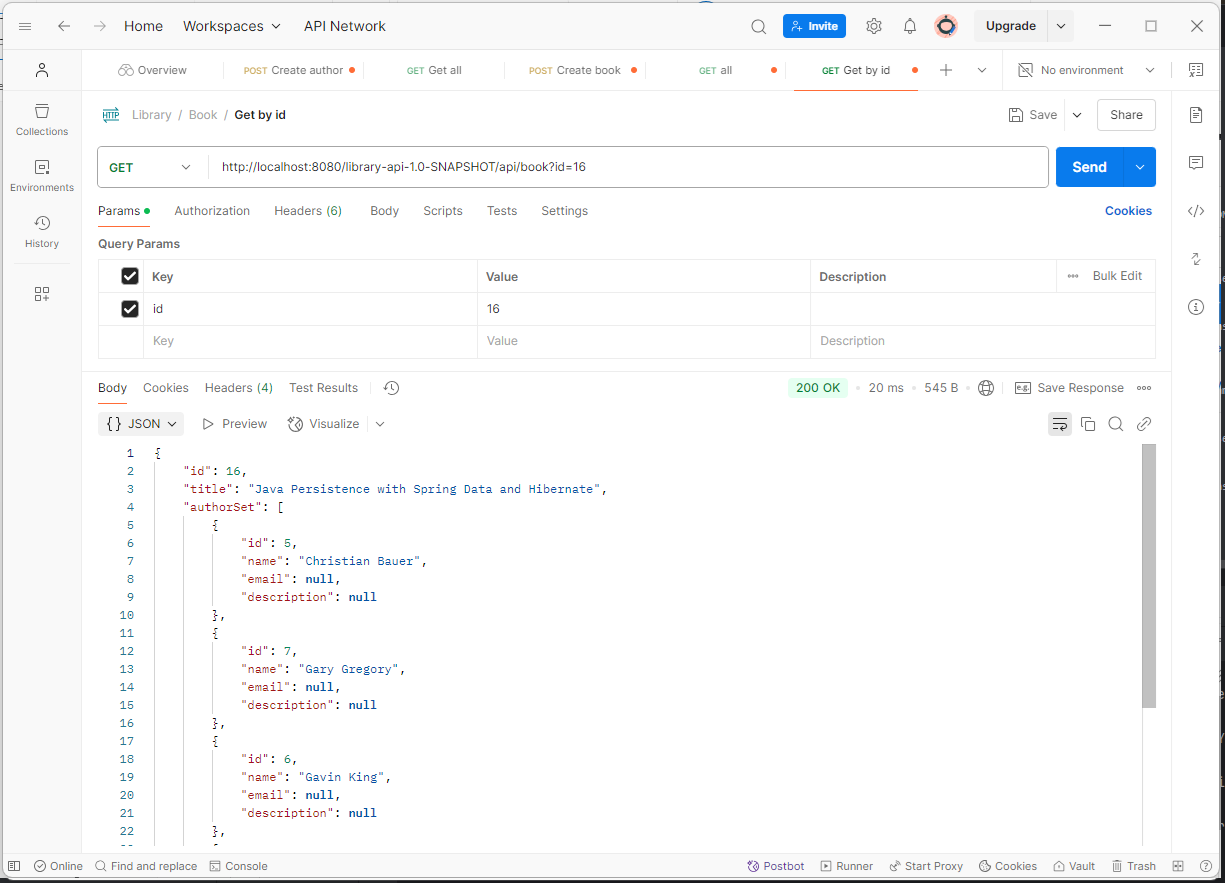 Home Workspaces API Network Invite Upgrade
Overview POST Create author GET Get all POST Create book GET all GET Get by id No environment
Collections
Environments
History
HTTP Library / Book / Get by id Save Share
GET http://localhost:8080/library-api-1.0-SNAPSHOT/api/book?id=16 Send
Params Authorization Headers (6) Body Scripts Tests Settings Cookies
Query Params
Key Value Description Bulk Edit
id 16
Key Value Description
Body Cookies Headers (4) Test Results 200 OK 20 ms 545 B e.g. Save Response
{} JSON Preview Visualize
1 {
2 "id": 16,
3 "title": "Java Persistence with Spring Data and Hibernate",
4 "authorSet": [
5 {
6 "id": 5,
7 "name": "Christian Bauer",
8 "email": null,
9 "description": null
10 },
11 {
12 "id": 7,
13 "name": "Gary Gregory",
14 "email": null,
15 "description": null
16 },
17 {
18 "id": 6,
19 "name": "Gavin King",
20 "email": null,
21 "description": null
22 },
Online Find and replace Console Postbot Runner Start Proxy Cookies Vault Trash